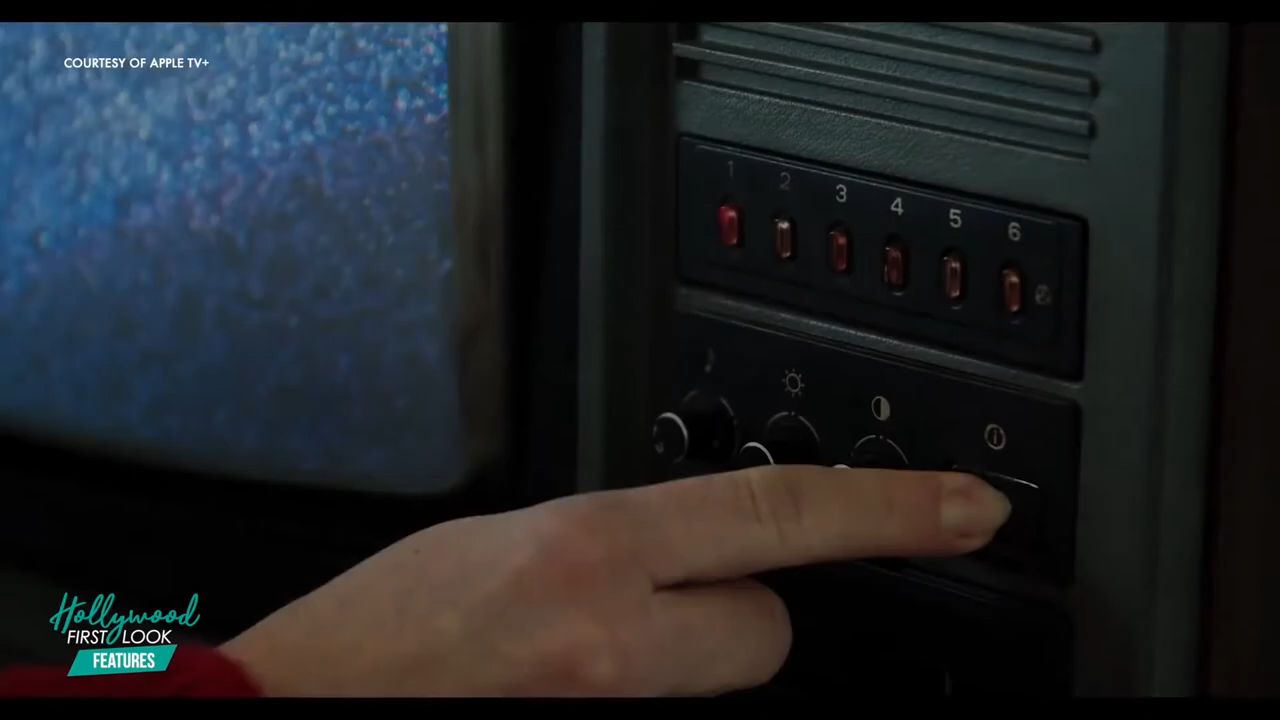 COURTESY OF APPLE TV+
1 2 3 4 5 6
Hollywood
FIRST LOOK
FEATURES